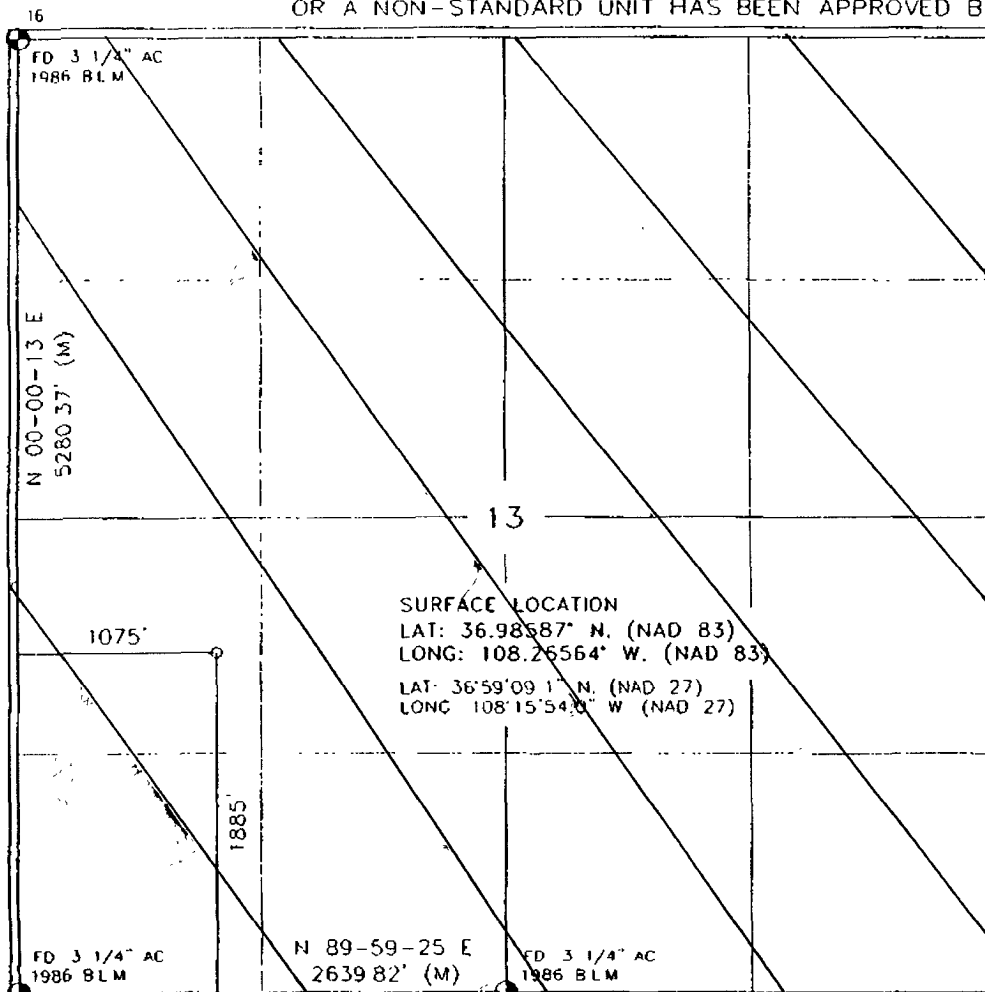 OR A NON-STANDARD UNIT HAS BEEN APPROVED B
16
FD 3 1/4" AC
1986 BLM
N 00-00-13 E
5280 37' (M)
13
SURFACE LOCATION
LAT: 36.98587° N. (NAD 83)
LONG: 108.26564° W. (NAD 83)
LAT: 36°59'09 1" N. (NAD 27)
LONG 108°15'54.0" W (NAD 27)
1075'
1885'
FD 3 1/4" AC
1986 BLM
N 89-59-25 E
2639 82' (M)
FD 3 1/4" AC
1986 BLM